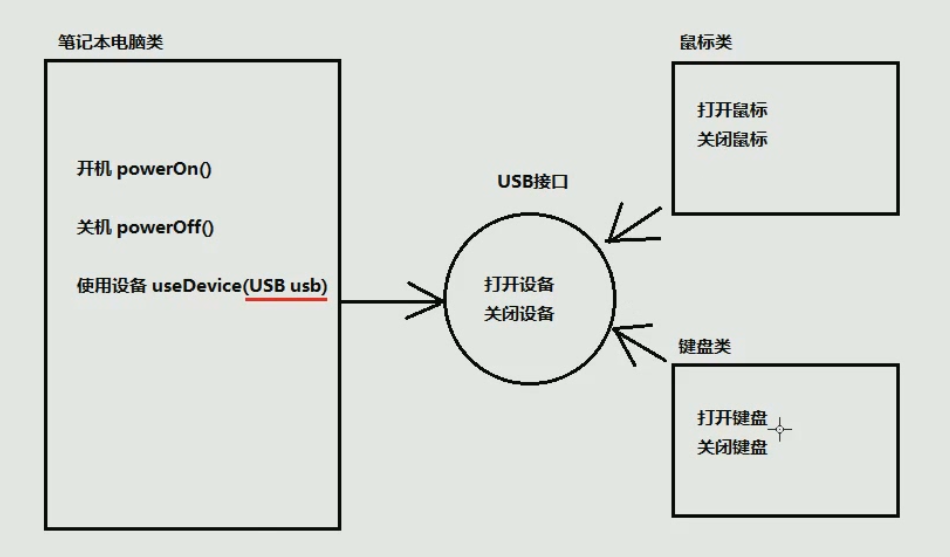 笔记本电脑类
开机 powerOn()
关机 powerOff()
使用设备 useDevice(USB usb)
USB接口
打开设备
关闭设备
鼠标类
打开鼠标
关闭鼠标
键盘类
打开键盘
关闭键盘